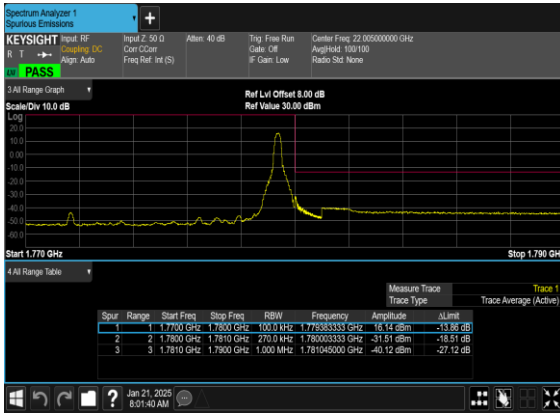 Spectrum Analyzer 1
Spurious Emissions
KEYSIGHT Input: RF Input Z: 50 Ω Atten: 40 dB Trig: Free Run Center Freq: 22.005000000 GHz
R T Coupling: DC Corr CCorr Gate: Off Avg|Hold: 100/100
Align: Auto Freq Ref: Int (S) IF Gain: Low Radio Std: None
PASS
3 All Range Graph
Ref Lvl Offset 8.00 dB
Scale/Div 10.0 dB Ref Value 30.00 dBm
Log
20.0
10.0
0.00
-10.0
-20.0
-30.0
-40.0
-50.0
-60.0
Start 1.770 GHz Stop 1.790 GH
4 All Range Table
Measure Trace Trace 1
Trace Type Trace Average (Active)
Spur Range Start Freq Stop Freq RBW Frequency Amplitude ΔLimit
1 1 1.7700 GHz 1.7800 GHz 100.0 kHz 1.779383333 GHz 16.14 dBm -13.86 dB
2 2 1.7800 GHz 1.7810 GHz 270.0 kHz 1.780003333 GHz -31.51 dBm -18.51 dB
3 3 1.7810 GHz 1.7900 GHz 1.000 MHz 1.781045000 GHz -40.12 dBm -27.12 dB
?
Jan 21, 2025
8:01:40 AM